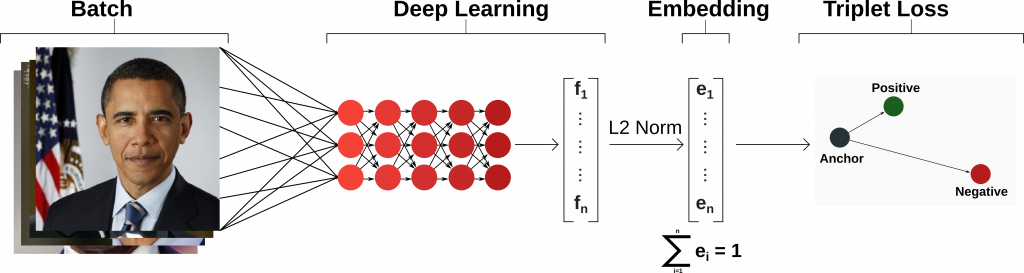 Batch
Deep Learning
Embedding
Triplet Loss
f1
⋮
⋮
⋮
fn
L2 Norm
e1
⋮
⋮
⋮
en
n
∑ ei = 1
i=1
Positive
Anchor
Negative